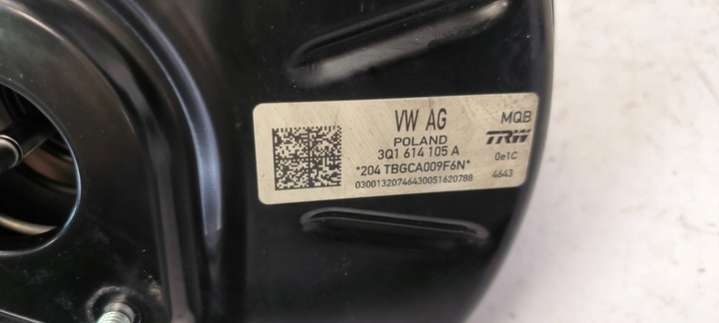 VW AG
MQB
POLAND
TRW
3Q1 614 105 A
*204 TBGCA009F6N*
0e1C
03001320746430051620788
4643